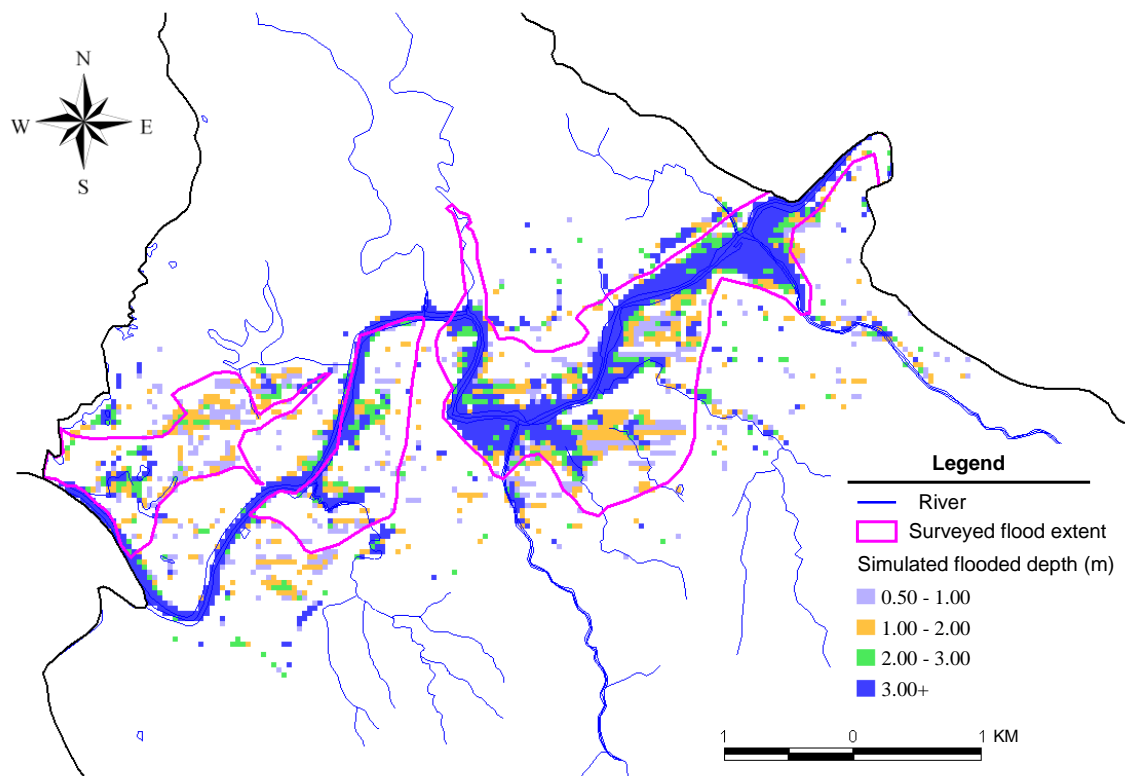 N
W E
S
Legend
River
Surveyed flood extent
Simulated flooded depth (m)
0.50 - 1.00
1.00 - 2.00
2.00 - 3.00
3.00+
1 0 1 KM